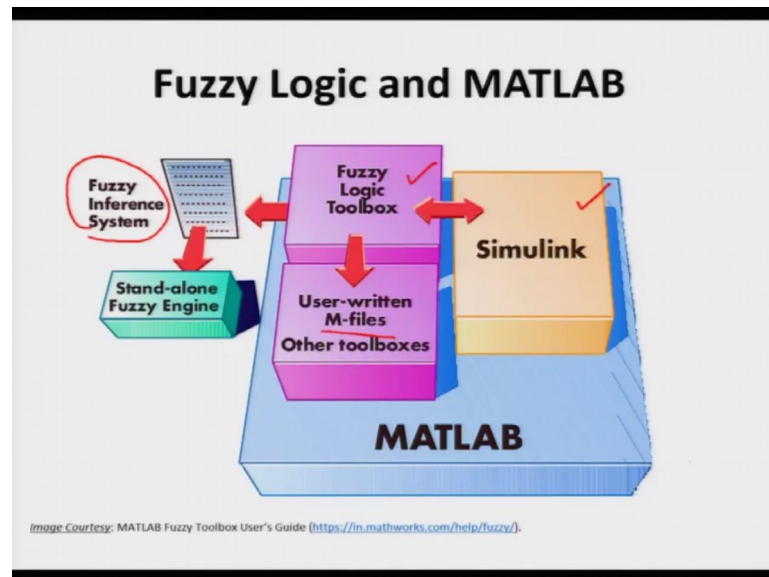 Fuzzy Logic and MATLAB
Fuzzy
Inference
System
Fuzzy
Logic
Toolbox
Simulink
Stand-alone
Fuzzy Engine
User-written
M-files
Other toolboxes
MATLAB
Image Courtesy: MATLAB Fuzzy Toolbox User's Guide (https://in.mathworks.com/help/fuzzy/).